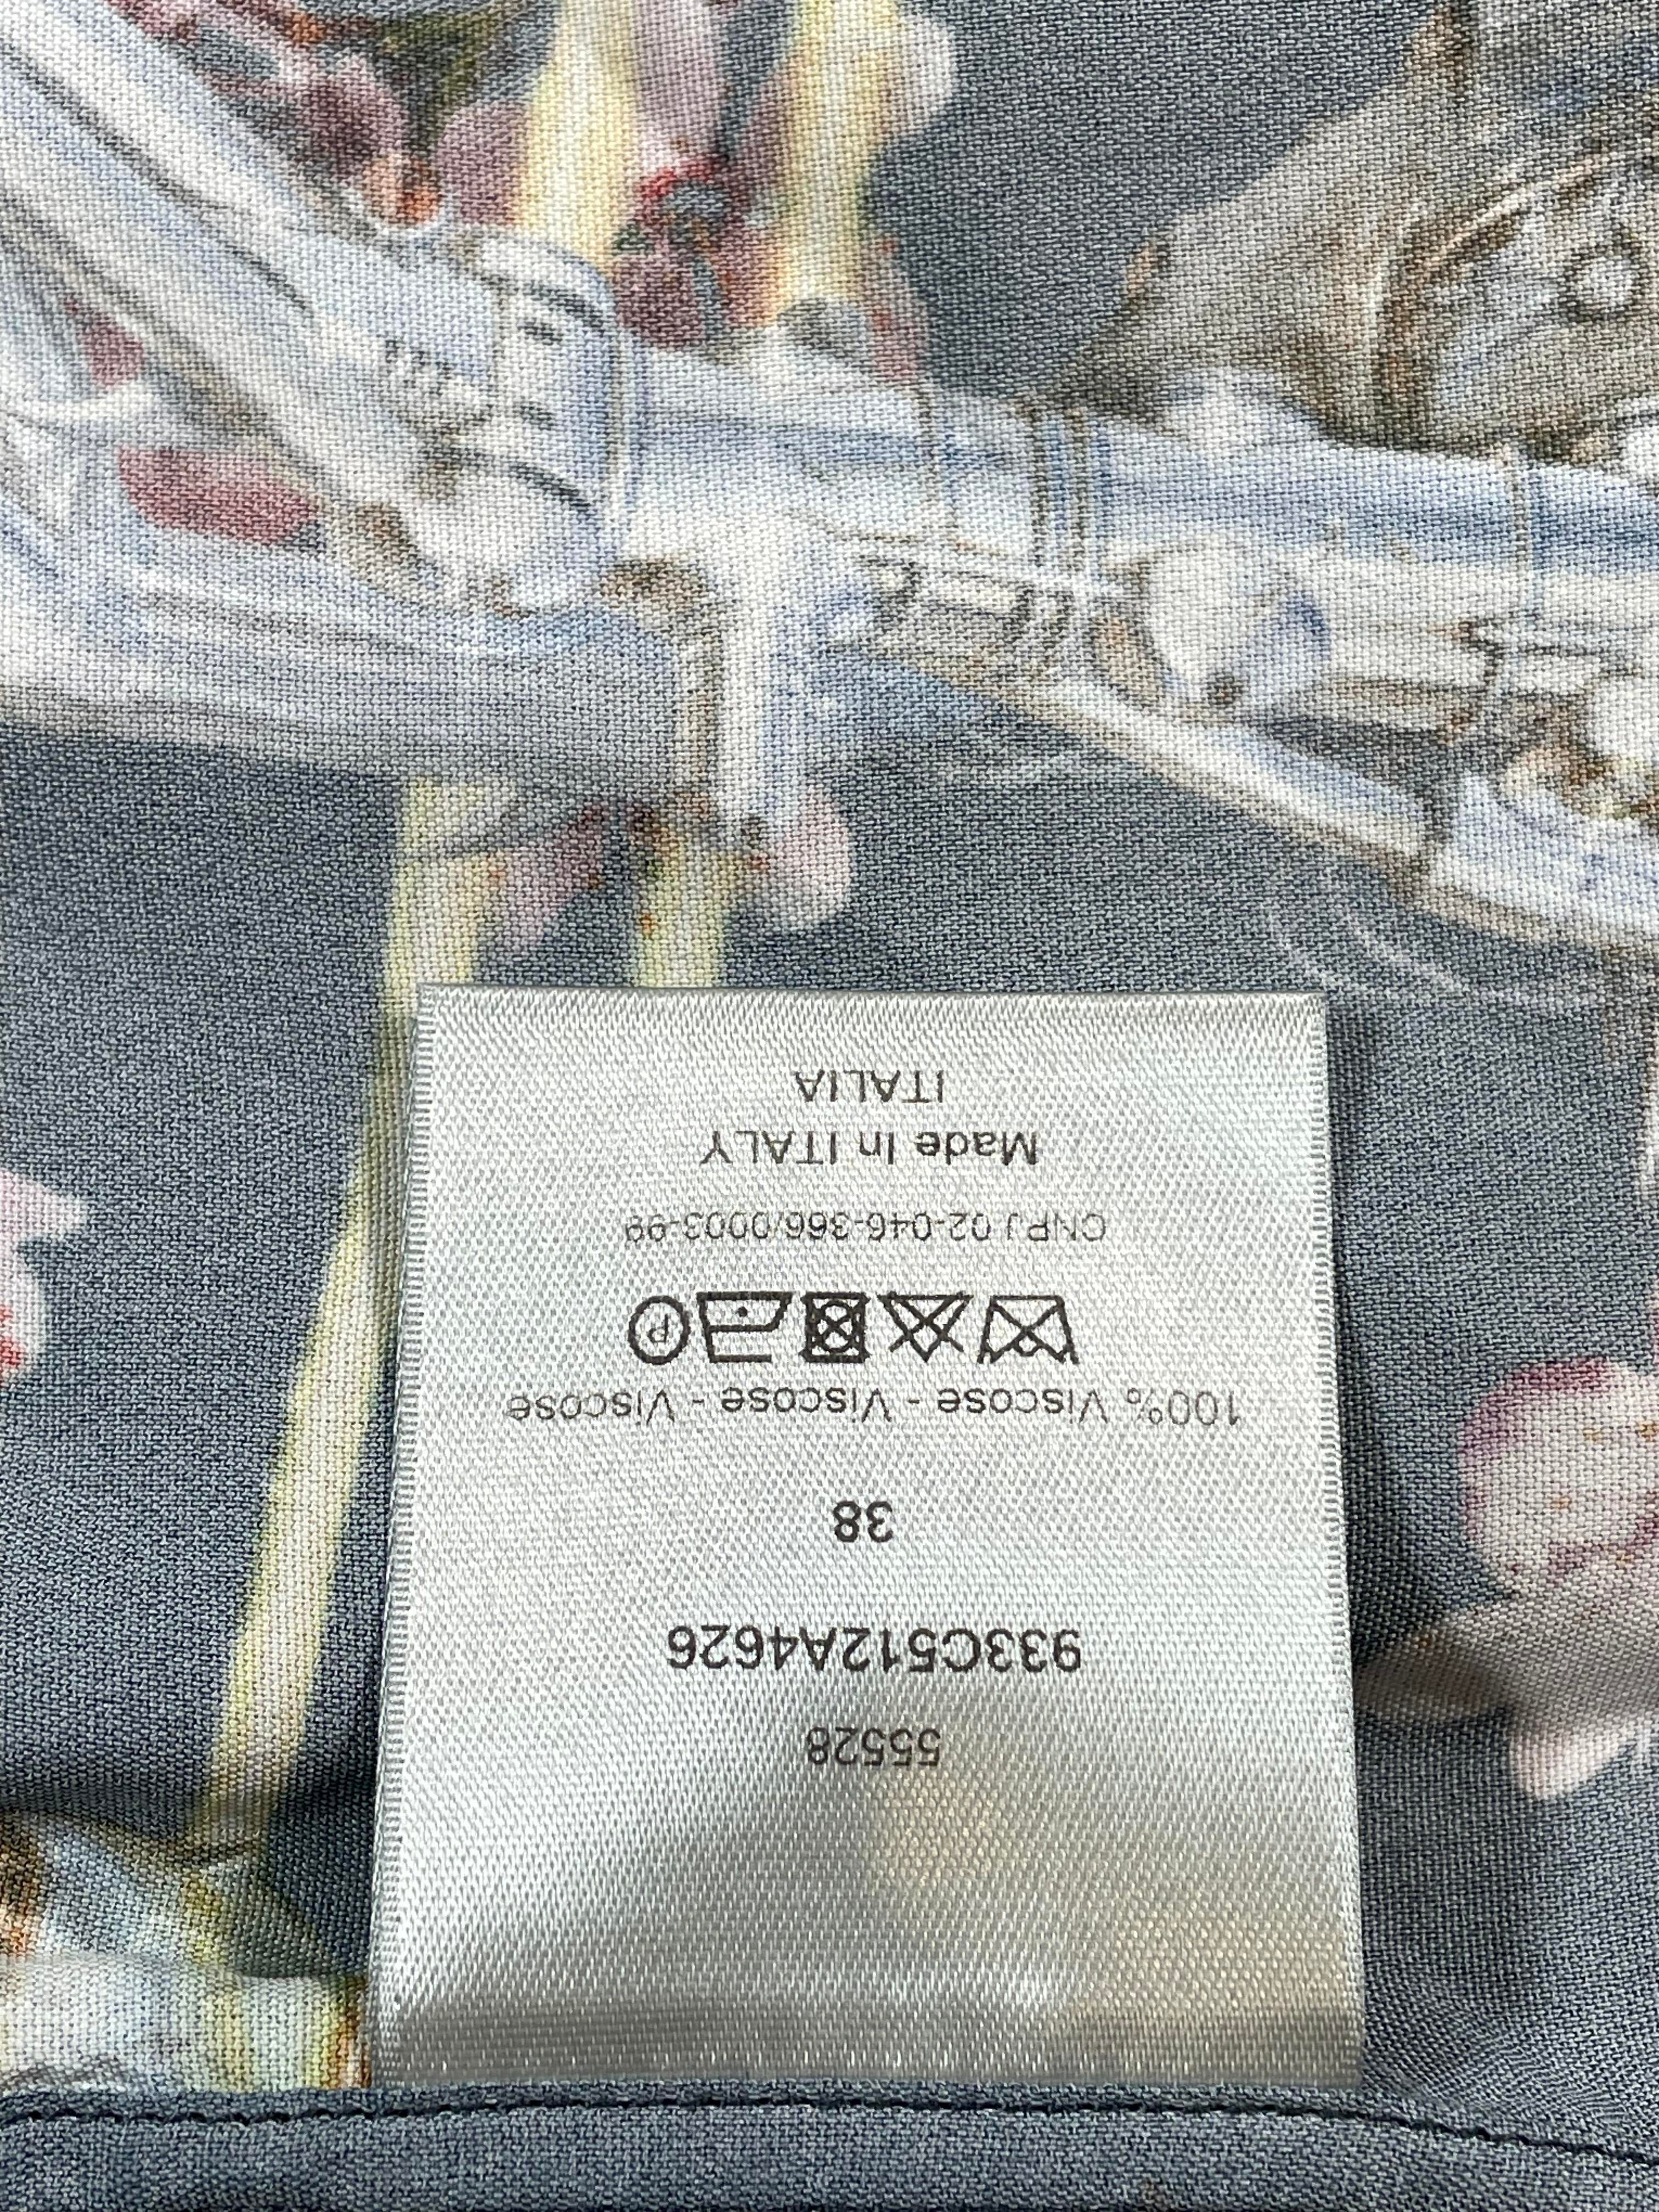 55528
933C512A4626
38
100% Viscose - Viscose - Viscose
P
CNPJ 02-046-366/0003-99
Made In ITALY
ITALIA